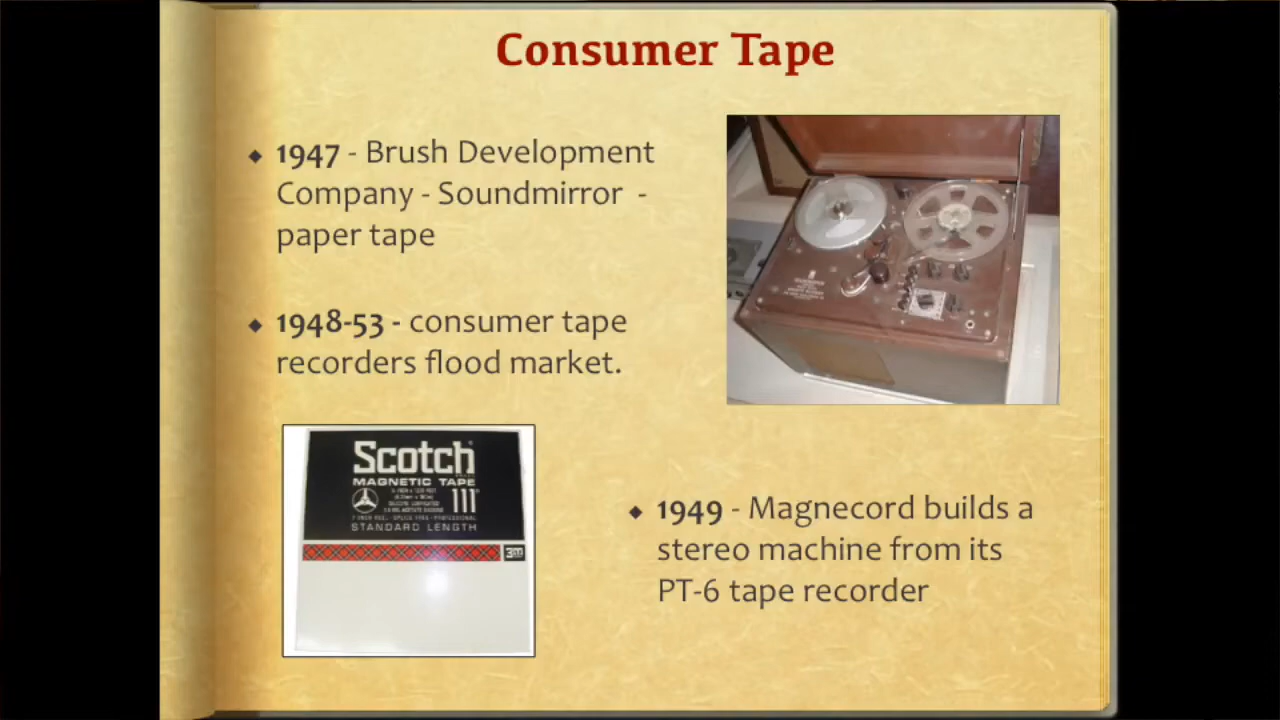 Consumer Tape
1947 - Brush Development
Company - Soundmirror -
paper tape
1948-53 - consumer tape
recorders flood market.
Scotch
MAGNETIC TAPE
111
STANDARD LENGTH
3M
1949 - Magnecord builds a
stereo machine from its
PT-6 tape recorder